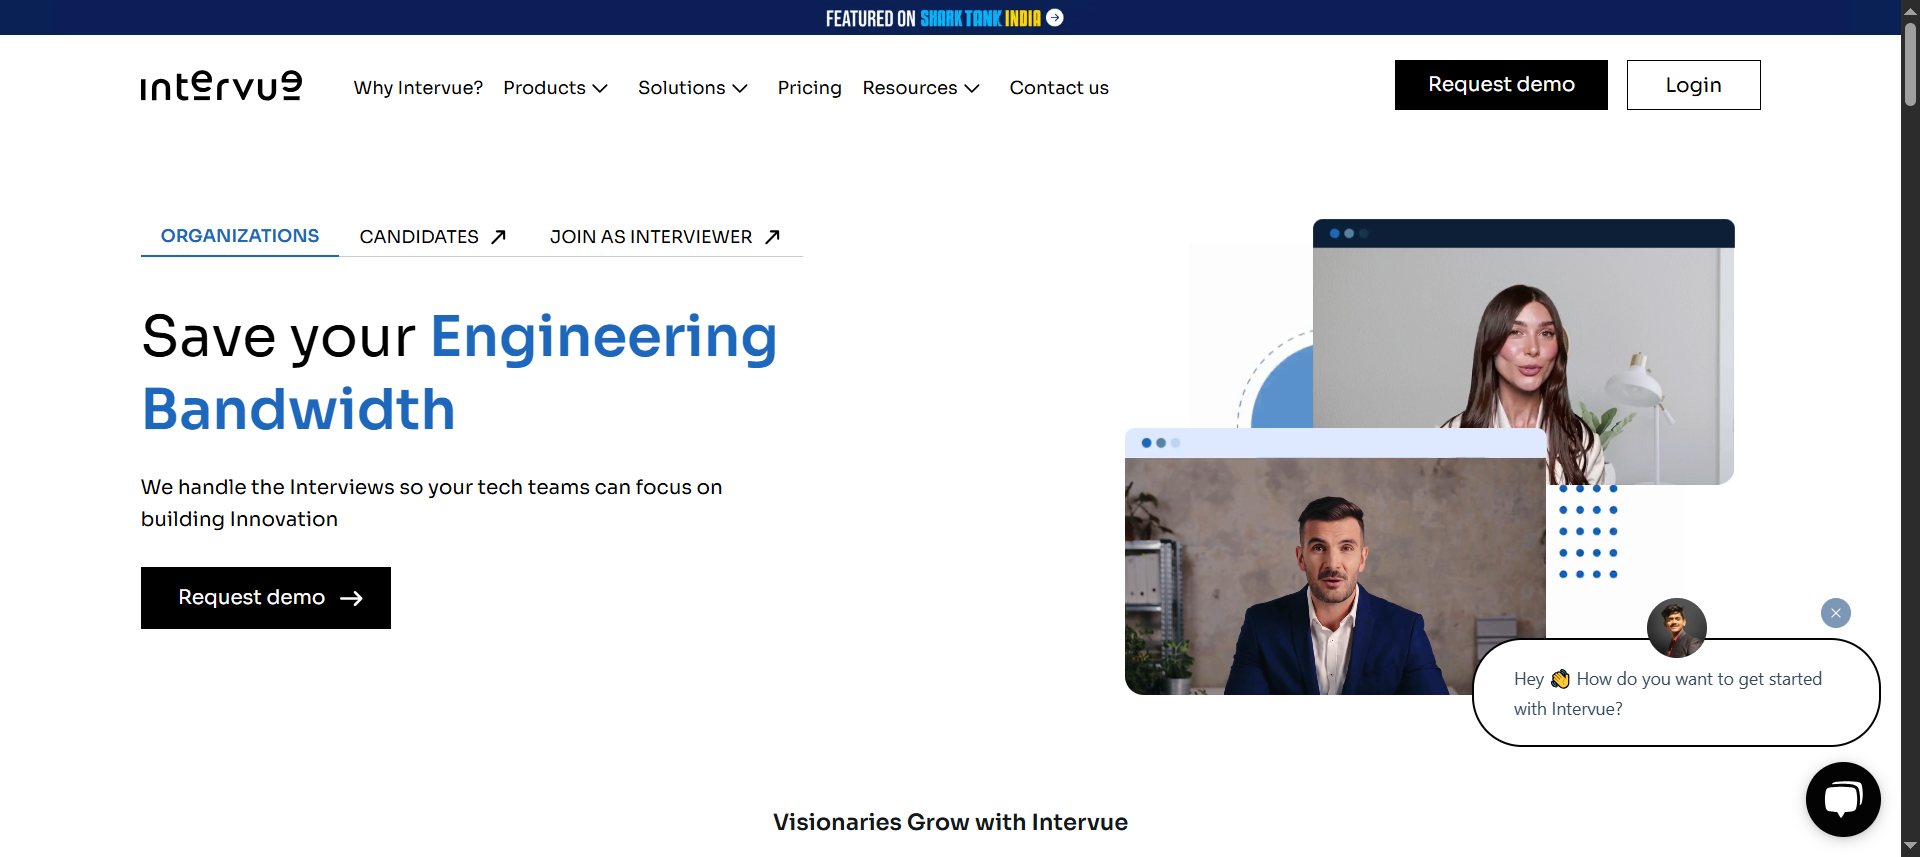 FEATURED ON SHARK TANK INDIA
intervue
Why Intervue? Products Solutions Pricing Resources Contact us
Request demo
Login
ORGANIZATIONS CANDIDATES JOIN AS INTERVIEWER
Save your Engineering
Bandwidth
We handle the Interviews so your tech teams can focus on
building Innovation
Request demo
Hey 👋 How do you want to get started
with Intervue?
Visionaries Grow with Intervue